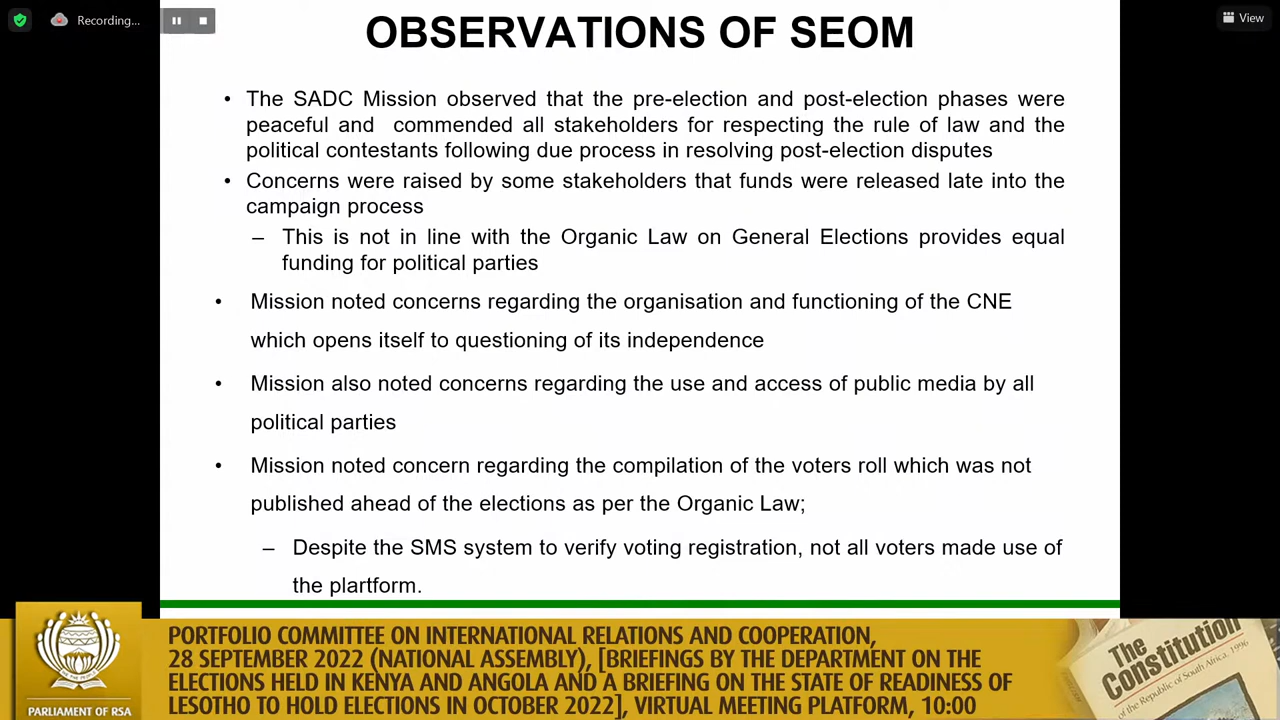 Recording...
View
OBSERVATIONS OF SEOM
• The SADC Mission observed that the pre-election and post-election phases were
peaceful and commended all stakeholders for respecting the rule of law and the
political contestants following due process in resolving post-election disputes
• Concerns were raised by some stakeholders that funds were released late into the
campaign process
– This is not in line with the Organic Law on General Elections provides equal
funding for political parties
• Mission noted concerns regarding the organisation and functioning of the CNE
which opens itself to questioning of its independence
• Mission also noted concerns regarding the use and access of public media by all
political parties
• Mission noted concern regarding the compilation of the voters roll which was not
published ahead of the elections as per the Organic Law;
– Despite the SMS system to verify voting registration, not all voters made use of
the plartform.
PARLIAMENT OF RSA
PORTFOLIO COMMITTEE ON INTERNATIONAL RELATIONS AND COOPERATION,
28 SEPTEMBER 2022 (NATIONAL ASSEMBLY), [BRIEFINGS BY THE DEPARTMENT ON THE
ELECTIONS HELD IN KENYA AND ANGOLA AND A BRIEFING ON THE STATE OF READINESS OF
LESOTHO TO HOLD ELECTIONS IN OCTOBER 2022], VIRTUAL MEETING PLATFORM, 10:00
The
Constitution
of the Republic of South Africa, 1996